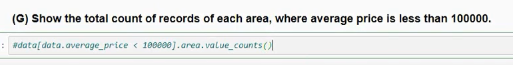 (G) Show the total count of records of each area, where average price is less than 100000.
: #data[data.average_price < 100000].area.value_counts()